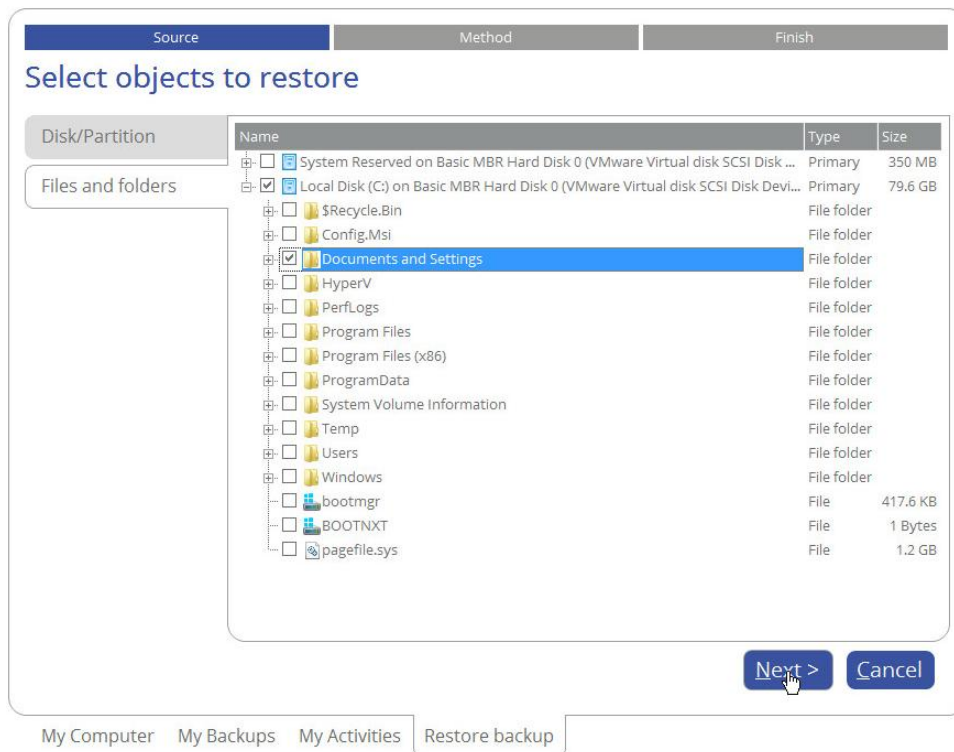 Source Method Finish
Select objects to restore
Disk/Partition
Files and folders
Name Type Size
System Reserved on Basic MBR Hard Disk 0 (VMware Virtual disk SCSI Disk ... Primary 350 MB
Local Disk (C:) on Basic MBR Hard Disk 0 (VMware Virtual disk SCSI Disk Devi... Primary 79.6 GB
$Recycle.Bin File folder
Config.Msi File folder
Documents and Settings File folder
HyperV File folder
PerfLogs File folder
Program Files File folder
Program Files (x86) File folder
ProgramData File folder
System Volume Information File folder
Temp File folder
Users File folder
Windows File folder
bootmgr File 417.6 KB
BOOTNXT File 1 Bytes
pagefile.sys File 1.2 GB
Next > Cancel
My Computer My Backups My Activities Restore backup